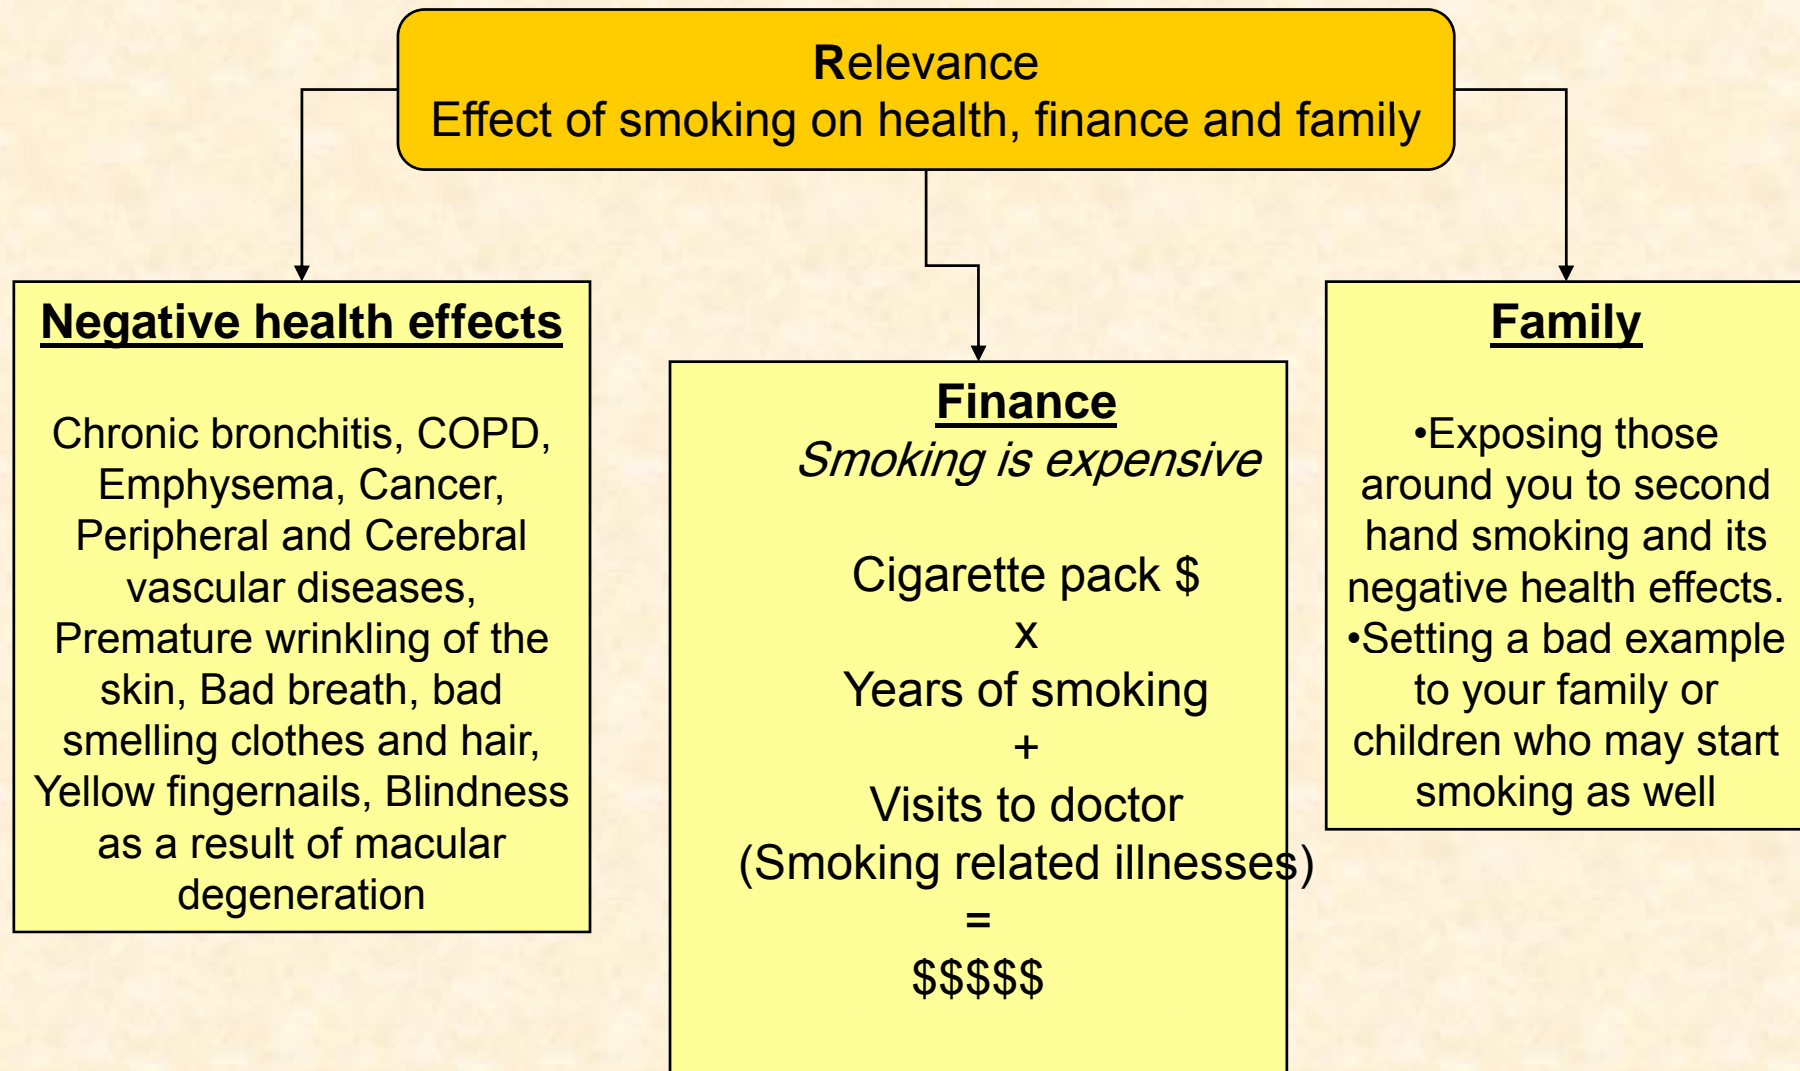 Relevance
Effect of smoking on health, finance and family
Negative health effects
Chronic bronchitis, COPD,
Emphysema, Cancer,
Peripheral and Cerebral
vascular diseases,
Premature wrinkling of the
skin, Bad breath, bad
smelling clothes and hair,
Yellow fingernails, Blindness
as a result of macular
degeneration
Finance
Smoking is expensive
Cigarette pack $
x
Years of smoking
+
Visits to doctor
(Smoking related illnesses)
=
$$$$$
Family
•Exposing those
around you to second
hand smoking and its
negative health effects.
•Setting a bad example
to your family or
children who may start
smoking as well